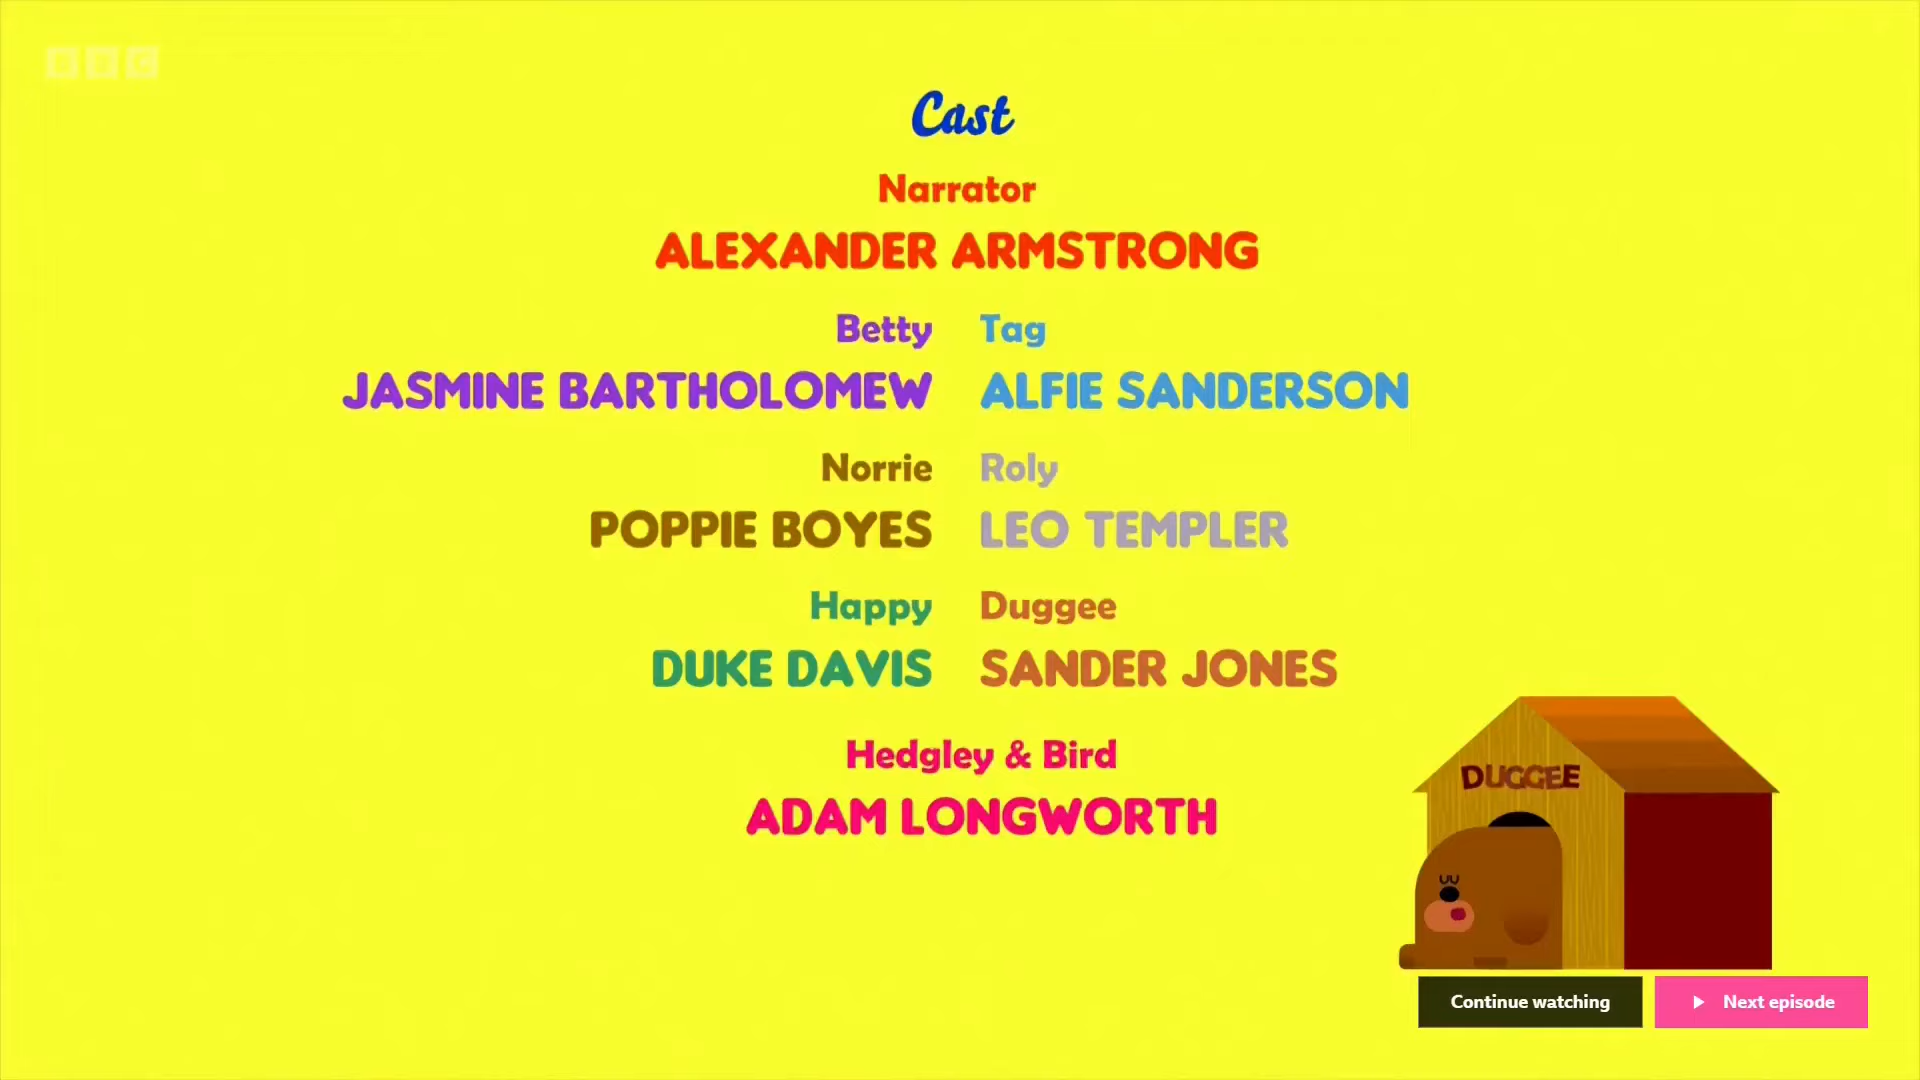 BBC
Cast
Narrator
ALEXANDER ARMSTRONG
Betty Tag
JASMINE BARTHOLOMEW ALFIE SANDERSON
Norrie Roly
POPPIE BOYES LEO TEMPLER
Happy Duggee
DUKE DAVIS SANDER JONES
Hedgley & Bird
ADAM LONGWORTH
DUGGEE
Continue watching
Next episode